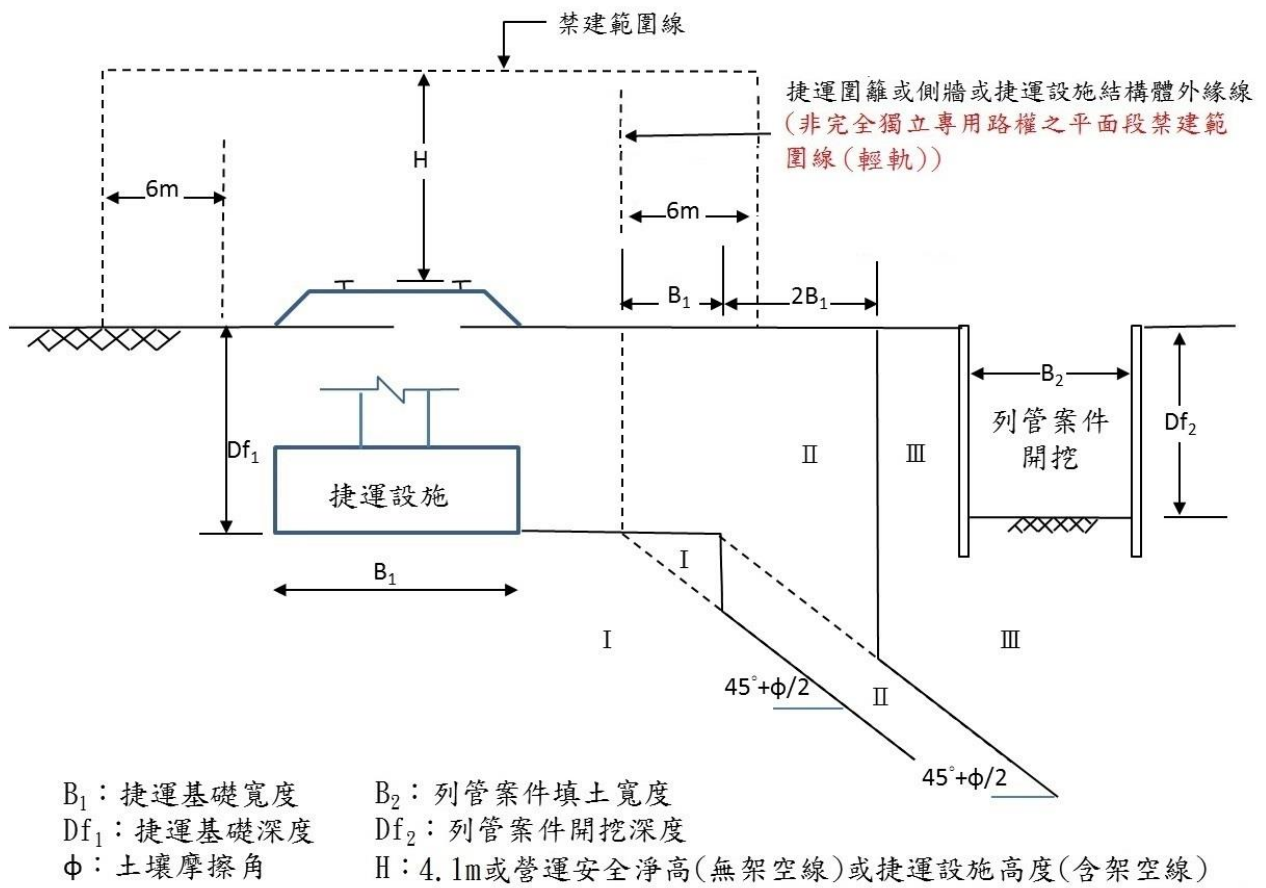 禁建範圍線
捷運圍籬或側牆或捷運設施結構體外緣線
(非完全獨立專用路權之平面段禁建範
圍線(輕軌))
H
6m
6m
B₁
2B₁
B₂
列管案件
開挖
Df₂
Df₁
捷運設施
Ⅱ
Ⅲ
B₁
Ⅰ
Ⅰ
Ⅲ
45°+ϕ/2
Ⅱ
45°+ϕ/2
B₁：捷運基礎寬度
B₂：列管案件填土寬度
Df₁：捷運基礎深度
Df₂：列管案件開挖深度
ϕ：土壤摩擦角
H：4.1m或營運安全淨高(無架空線)或捷運設施高度(含架空線)